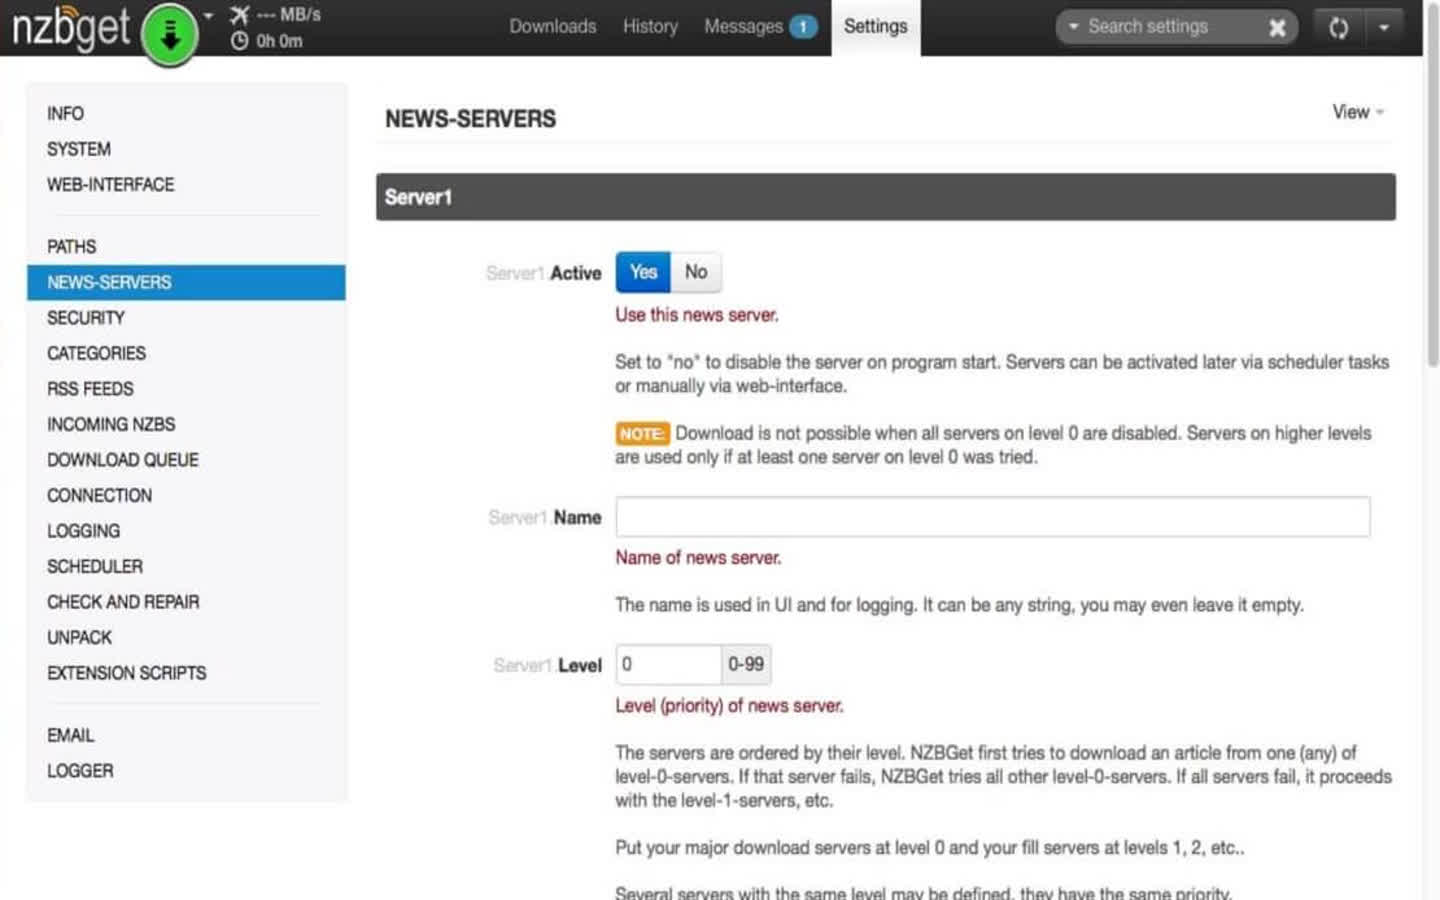 nzbget
--- MB/s
0h 0m
Downloads
History
Messages 1
Settings
Search settings
INFO
SYSTEM
WEB-INTERFACE
PATHS
NEWS-SERVERS
SECURITY
CATEGORIES
RSS FEEDS
INCOMING NZBS
DOWNLOAD QUEUE
CONNECTION
LOGGING
SCHEDULER
CHECK AND REPAIR
UNPACK
EXTENSION SCRIPTS
EMAIL
LOGGER
NEWS-SERVERS
View
Server1
Server1.Active Yes No
Use this news server.
Set to "no" to disable the server on program start. Servers can be activated later via scheduler tasks
or manually via web-interface.
NOTE: Download is not possible when all servers on level 0 are disabled. Servers on higher levels
are used only if at least one server on level 0 was tried.
Server1.Name
Name of news server.
The name is used in UI and for logging. It can be any string, you may even leave it empty.
Server1.Level 0 0-99
Level (priority) of news server.
The servers are ordered by their level. NZBGet first tries to download an article from one (any) of
level-0-servers. If that server fails, NZBGet tries all other level-0-servers. If all servers fail, it proceeds
with the level-1-servers, etc.
Put your major download servers at level 0 and your fill servers at levels 1, 2, etc..
Several servers with the same level may be defined, they have the same priority.